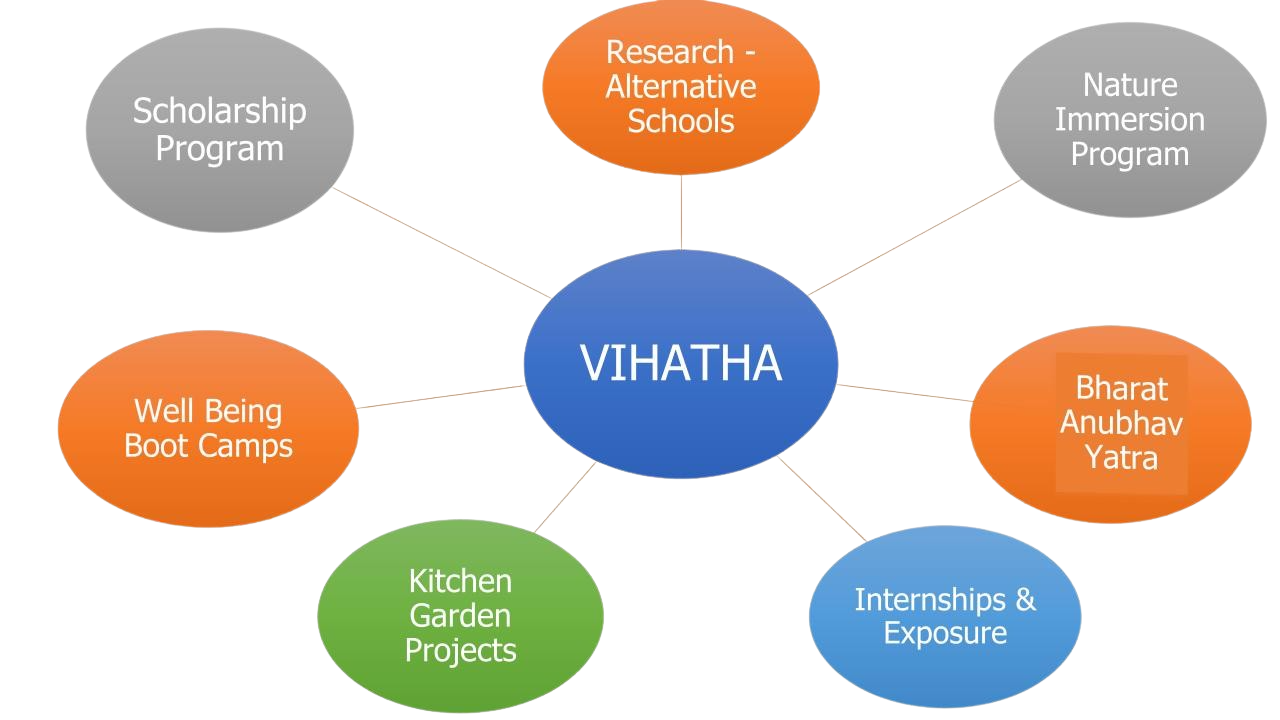 Research -
Alternative
Schools
Nature
Immersion
Program
Scholarship
Program
VIHATHA
Bharat
Anubhav
Yatra
Well Being
Boot Camps
Kitchen
Garden
Projects
Internships &
Exposure